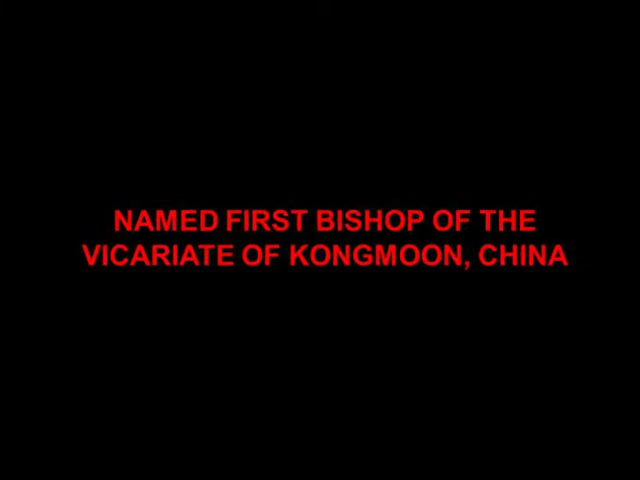 NAMED FIRST BISHOP OF THE
VICARIATE OF KONGMOON, CHINA